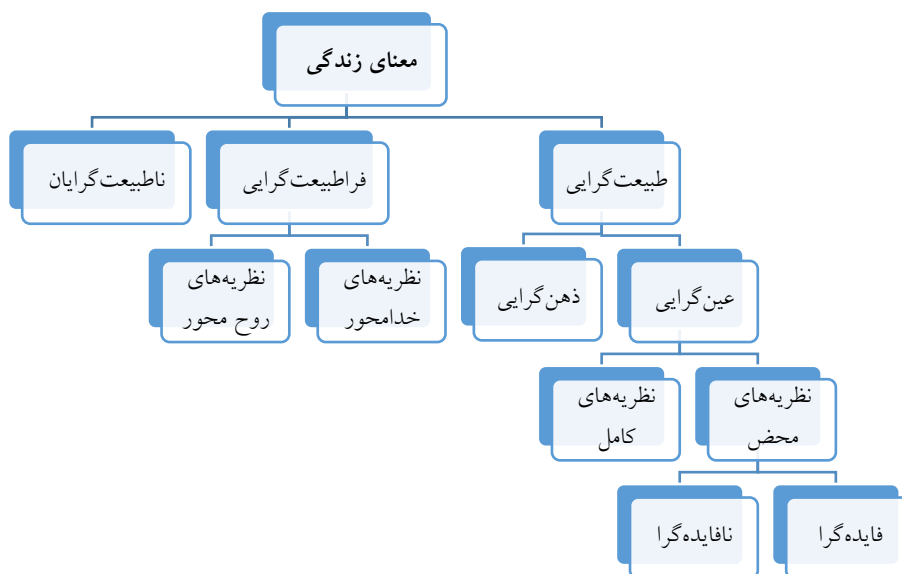 معنای زندگی
طبیعت‌گرایی
فراطبیعت‌گرایی
ناطبیعت‌گرایان
عین‌گرایی
ذهن‌گرایی
نظریه‌های
خدامحور
نظریه‌های
روح محور
نظریه‌های
محض
نظریه‌های
کامل
فایده‌گرا
نافایده‌گرا